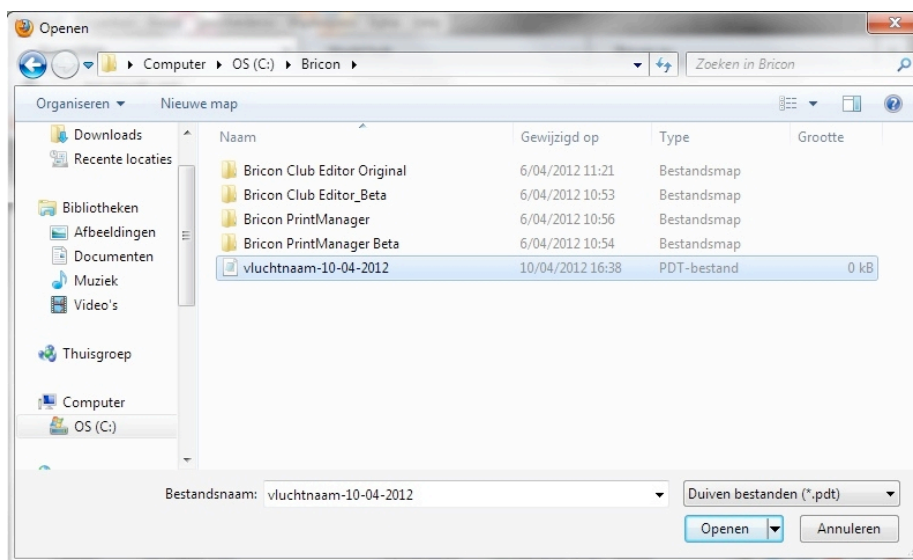 Openen
Computer OS (C:) Bricon
Zoeken in Bricon
Organiseren Nieuwe map
Downloads
Recente locaties
Bibliotheken
Afbeeldingen
Documenten
Muziek
Video's
Thuisgroep
Computer
OS (C:)
Naam Gewijzigd op Type Grootte
Bricon Club Editor Original 6/04/2012 11:21 Bestandsmap
Bricon Club Editor_Beta 6/04/2012 10:53 Bestandsmap
Bricon PrintManager 6/04/2012 10:56 Bestandsmap
Bricon PrintManager Beta 6/04/2012 10:54 Bestandsmap
vluchtnaam-10-04-2012 10/04/2012 16:38 PDT-bestand 0 kB
Bestandsnaam: vluchtnaam-10-04-2012 Duiven bestanden (*.pdt)
Openen Annuleren